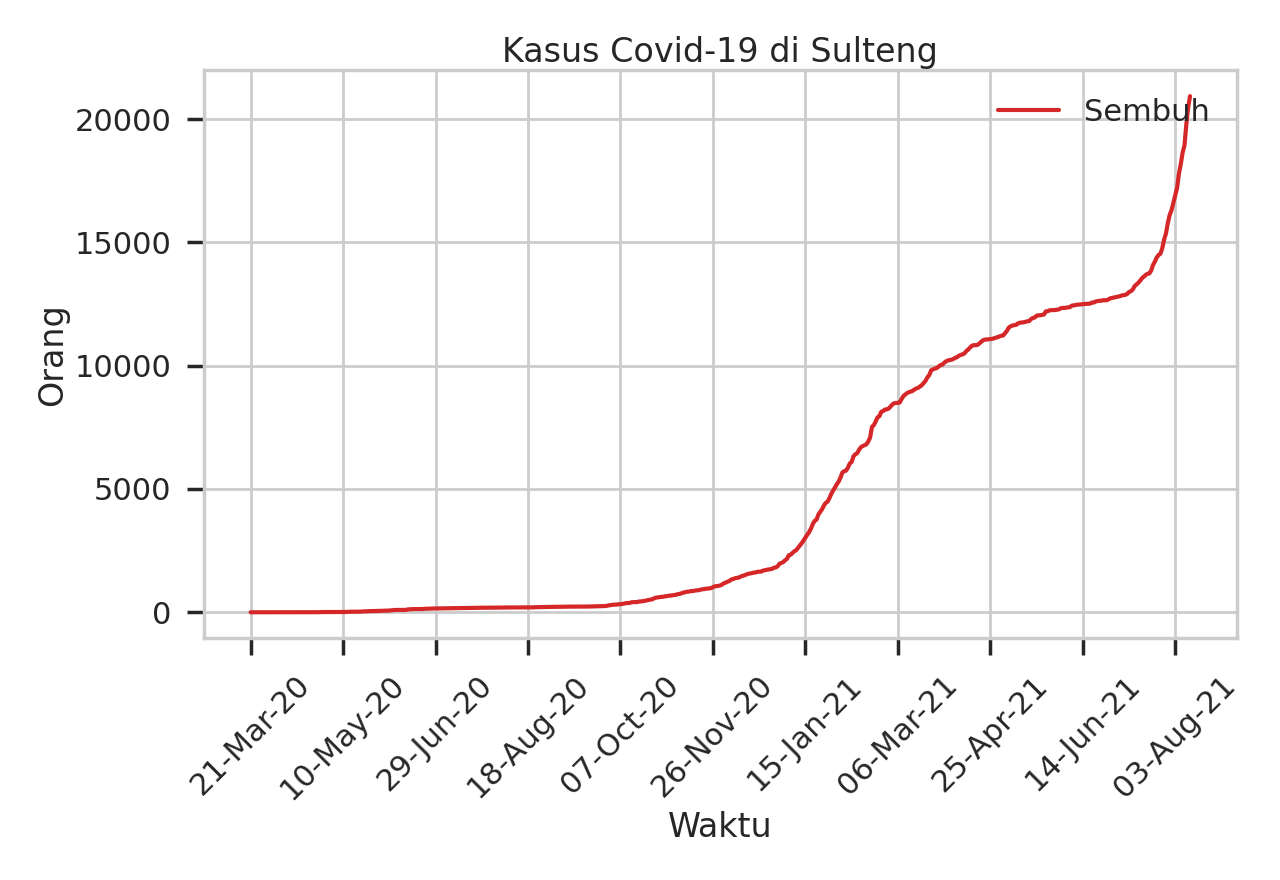 Kasus Covid-19 di Sulteng
Sembuh
20000
15000
10000
5000
0
Orang
21-Mar-20
10-May-20
29-Jun-20
18-Aug-20
07-Oct-20
26-Nov-20
15-Jan-21
06-Mar-21
25-Apr-21
14-Jun-21
03-Aug-21
Waktu